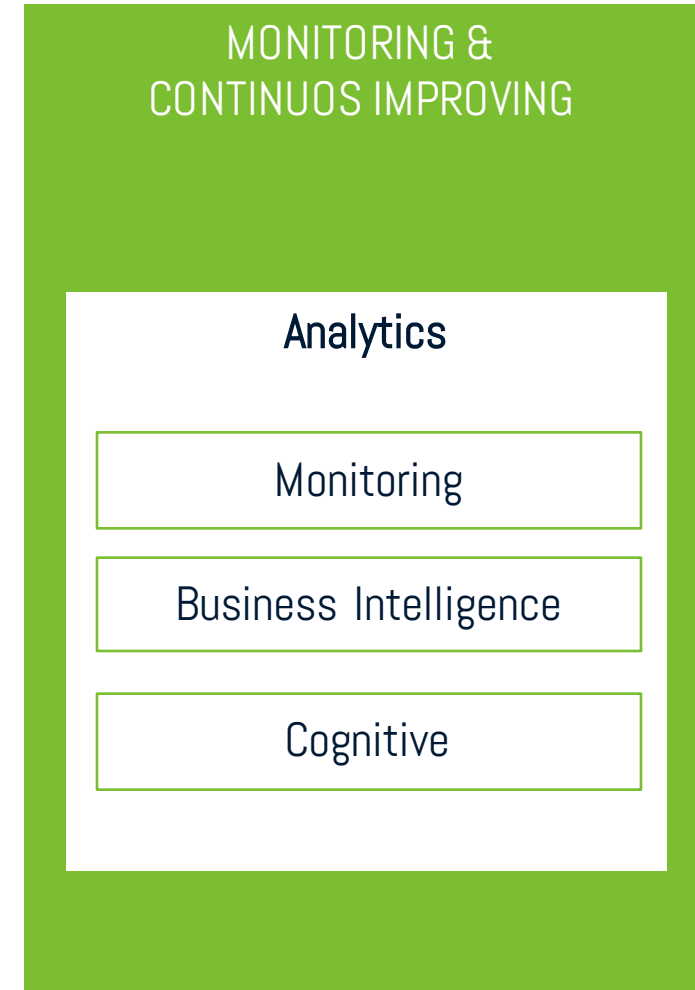 MONITORING &
CONTINUOS IMPROVING
Analytics
Monitoring
Business Intelligence
Cognitive